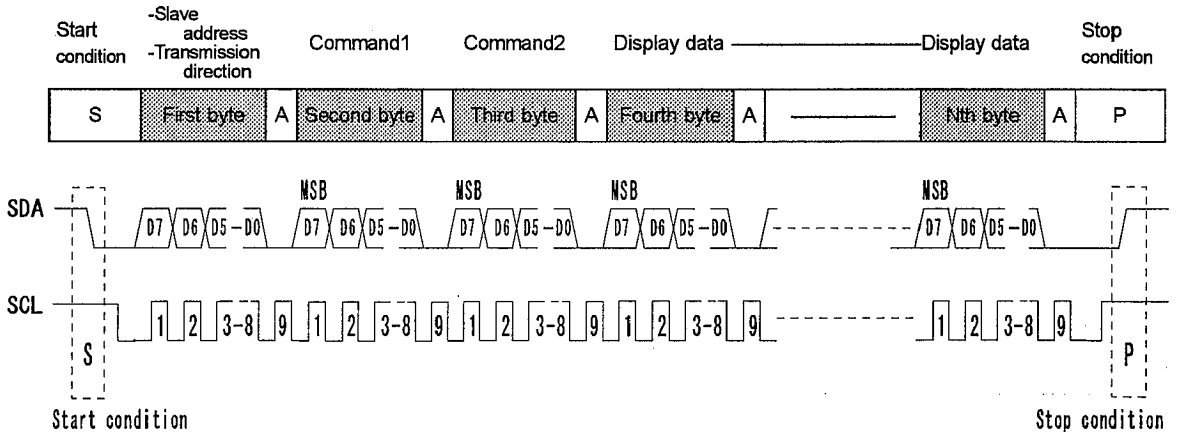 Start condition
-Slave address
-Transmission direction
Command1
Command2
Display data
Display data
Stop condition
S
First byte
A
Second byte
A
Third byte
A
Fourth byte
A
Nth byte
A
P
MSB
MSB
MSB
MSB
SDA
D7 D6 D5-D0
D7 D6 D5-D0
D7 D6 D5-D0
D7 D6 D5-D0
D7 D6 D5-D0
SCL
1 2 3-8 9
1 2 3-8 9
1 2 3-8 9
1 2 3-8 9
1 2 3-8 9
S
P
Start condition
Stop condition